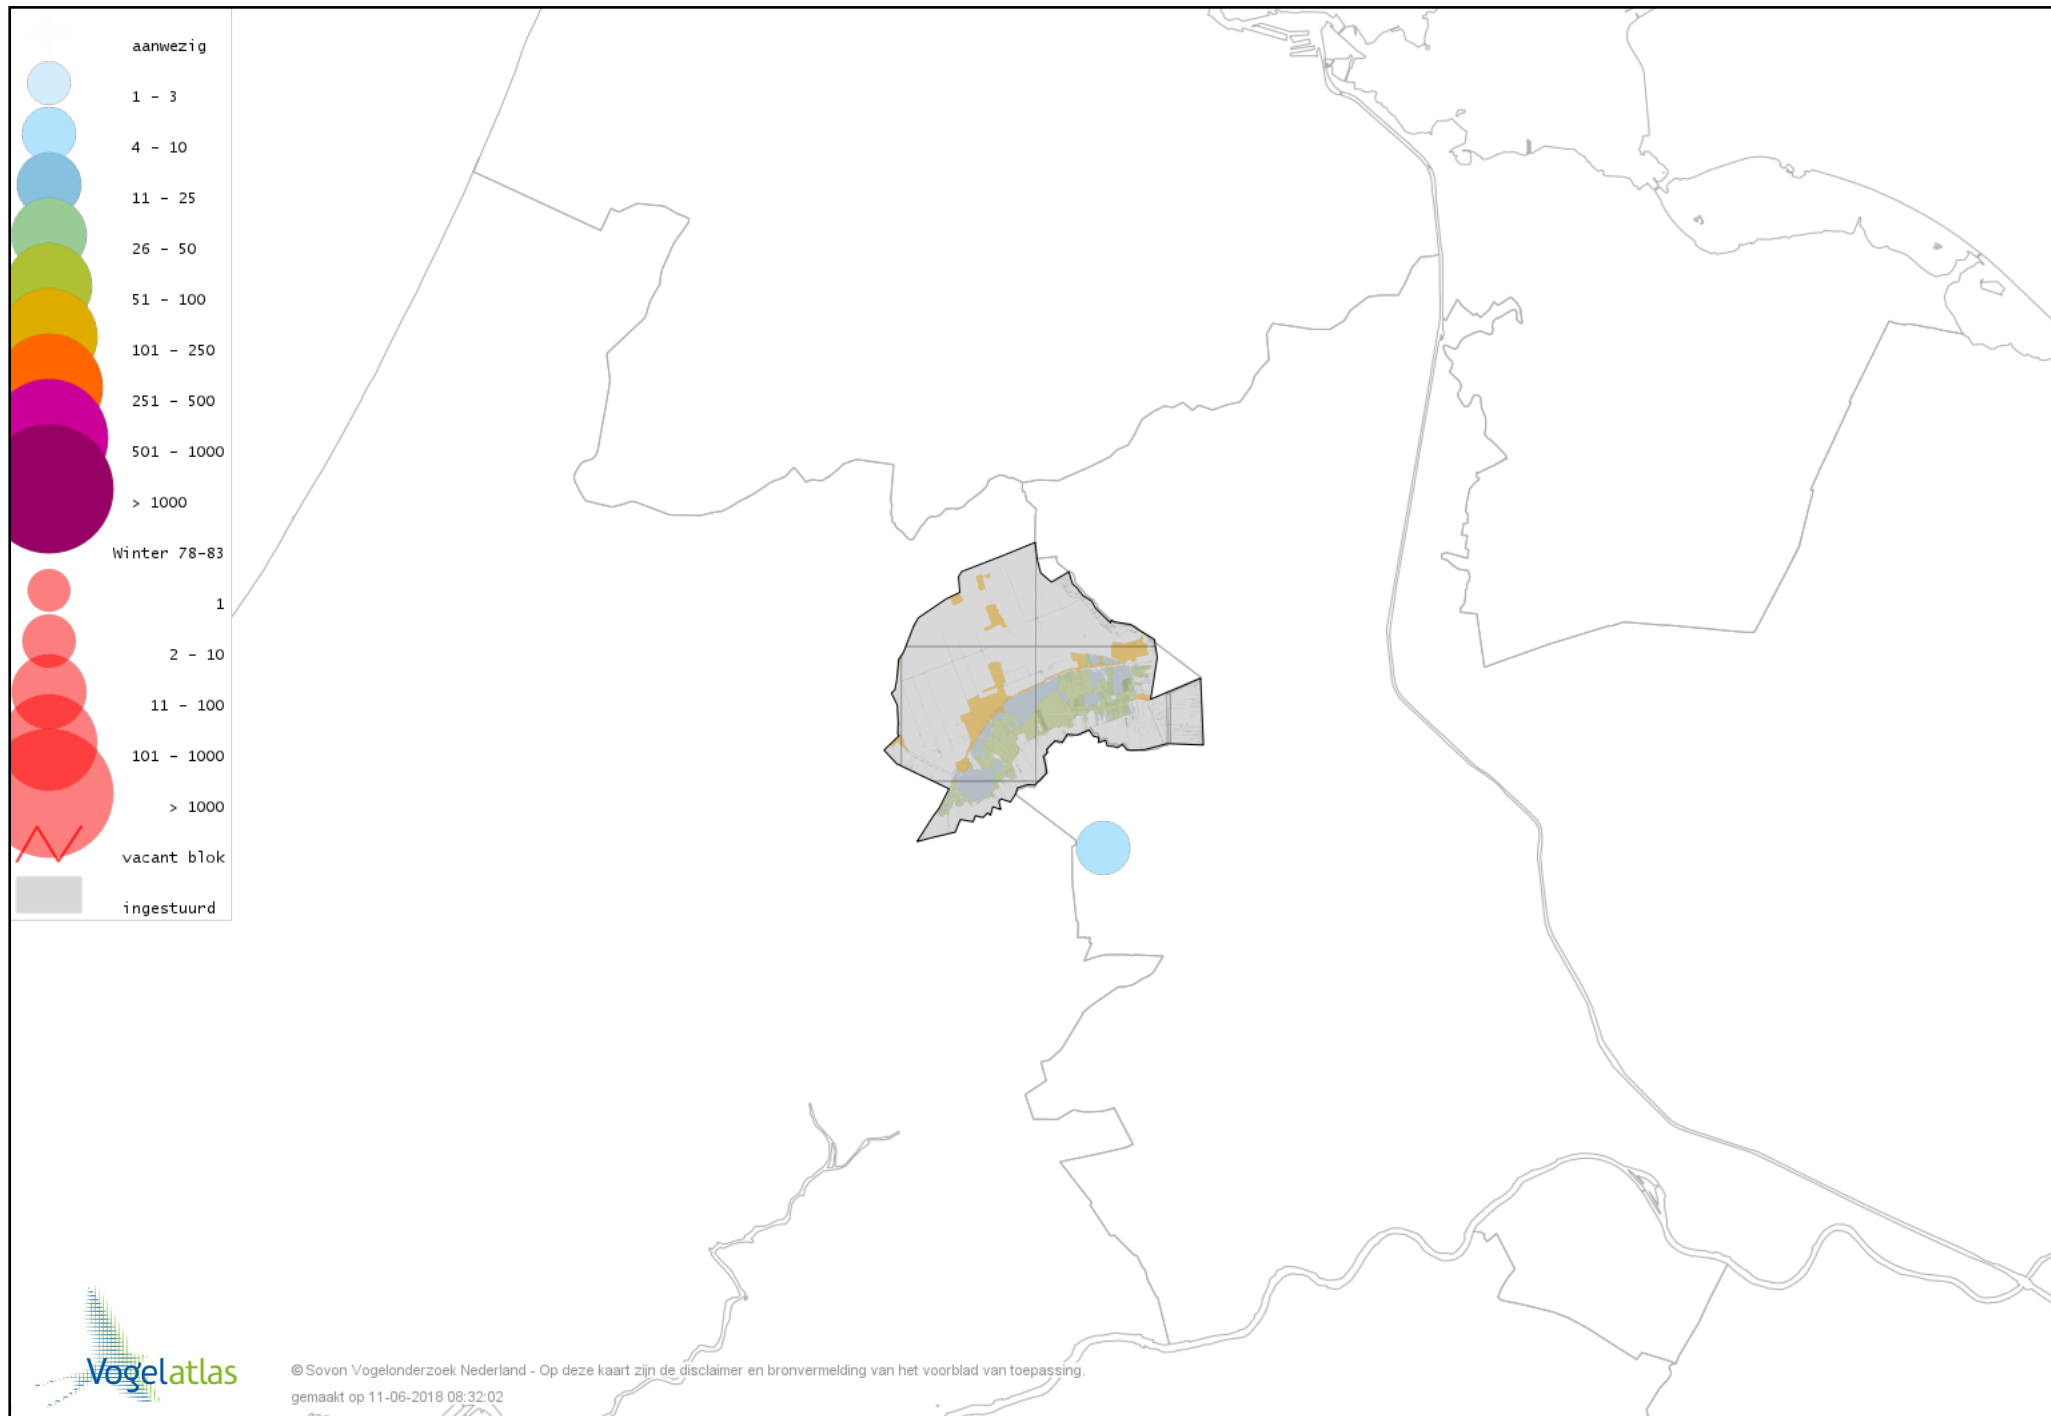 aanwezig
1 - 3
4 - 10
11 - 25
26 - 50
51 - 100
101 - 250
251 - 500
501 - 1000
> 1000
Winter 78-83
1
2 - 10
11 - 100
101 - 1000
> 1000
vacant blok
ingestuurd
Vogelatlas
© Sovon Vogelonderzoek Nederland - Op deze kaart zijn de disclaimer en bronvermelding van het voorblad van toepassing.
gemaakt op 11-06-2018 08:32:02